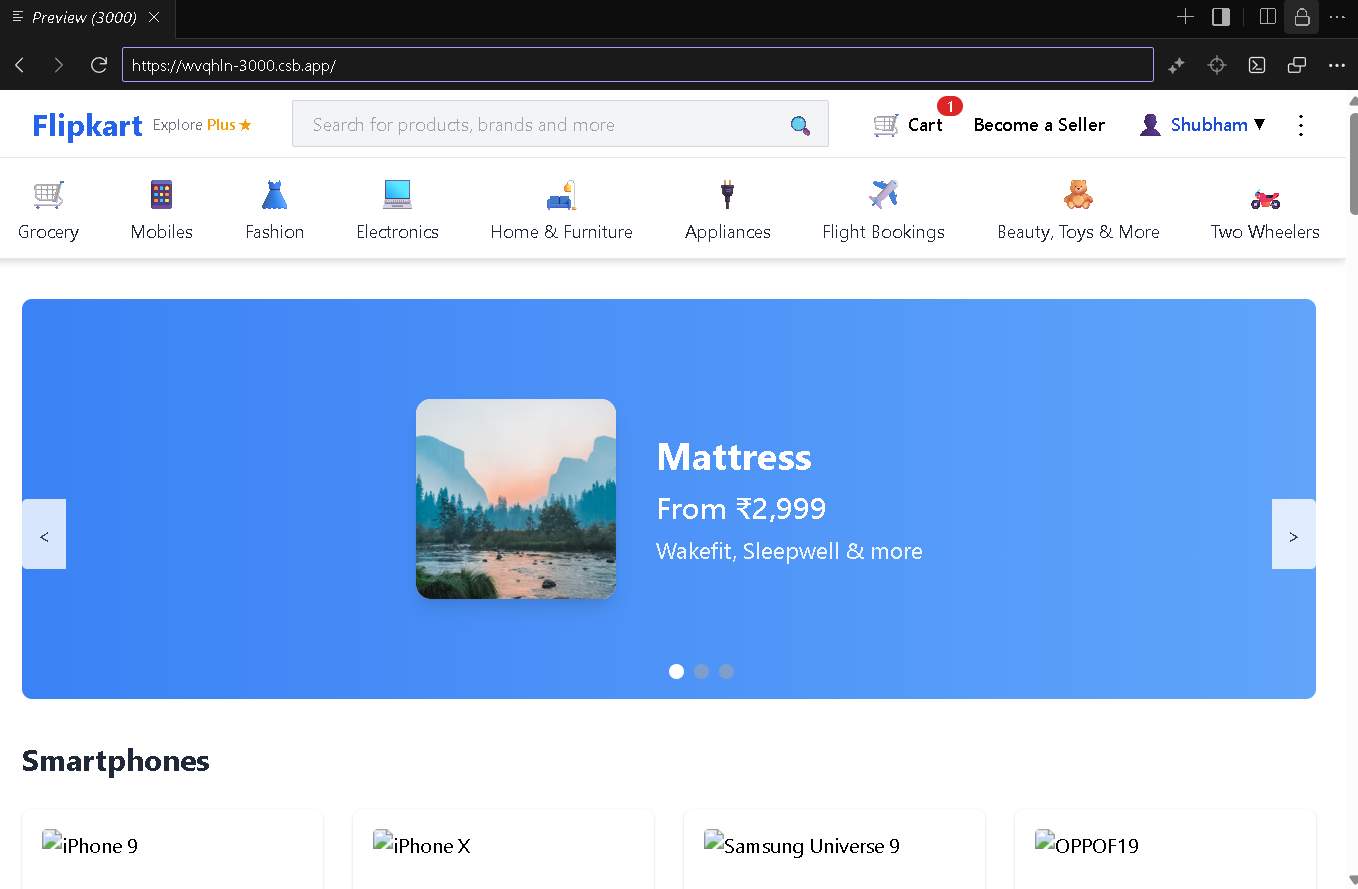 Preview (3000)
https://wvqhln-3000.csb.app/
Flipkart Explore Plus★ Search for products, brands and more Cart 1 Become a Seller Shubham ▼
Grocery Mobiles Fashion Electronics Home & Furniture Appliances Flight Bookings Beauty, Toys & More Two Wheelers
Mattress
From ₹2,999
Wakefit, Sleepwell & more
< >
Smartphones
iPhone 9 iPhone X Samsung Universe 9 OPPOF19